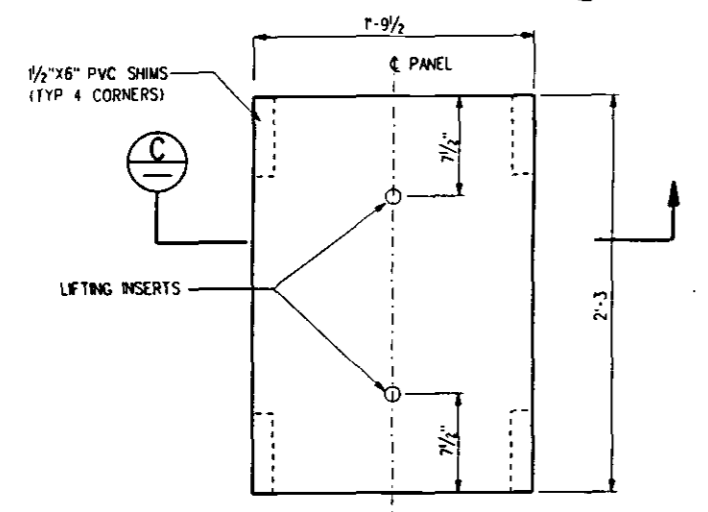 1'-9½
℄ PANEL
1½"X6" PVC SHIMS
(TYP 4 CORNERS)
7½"
C
LIFTING INSERTS
2'-3
7½"